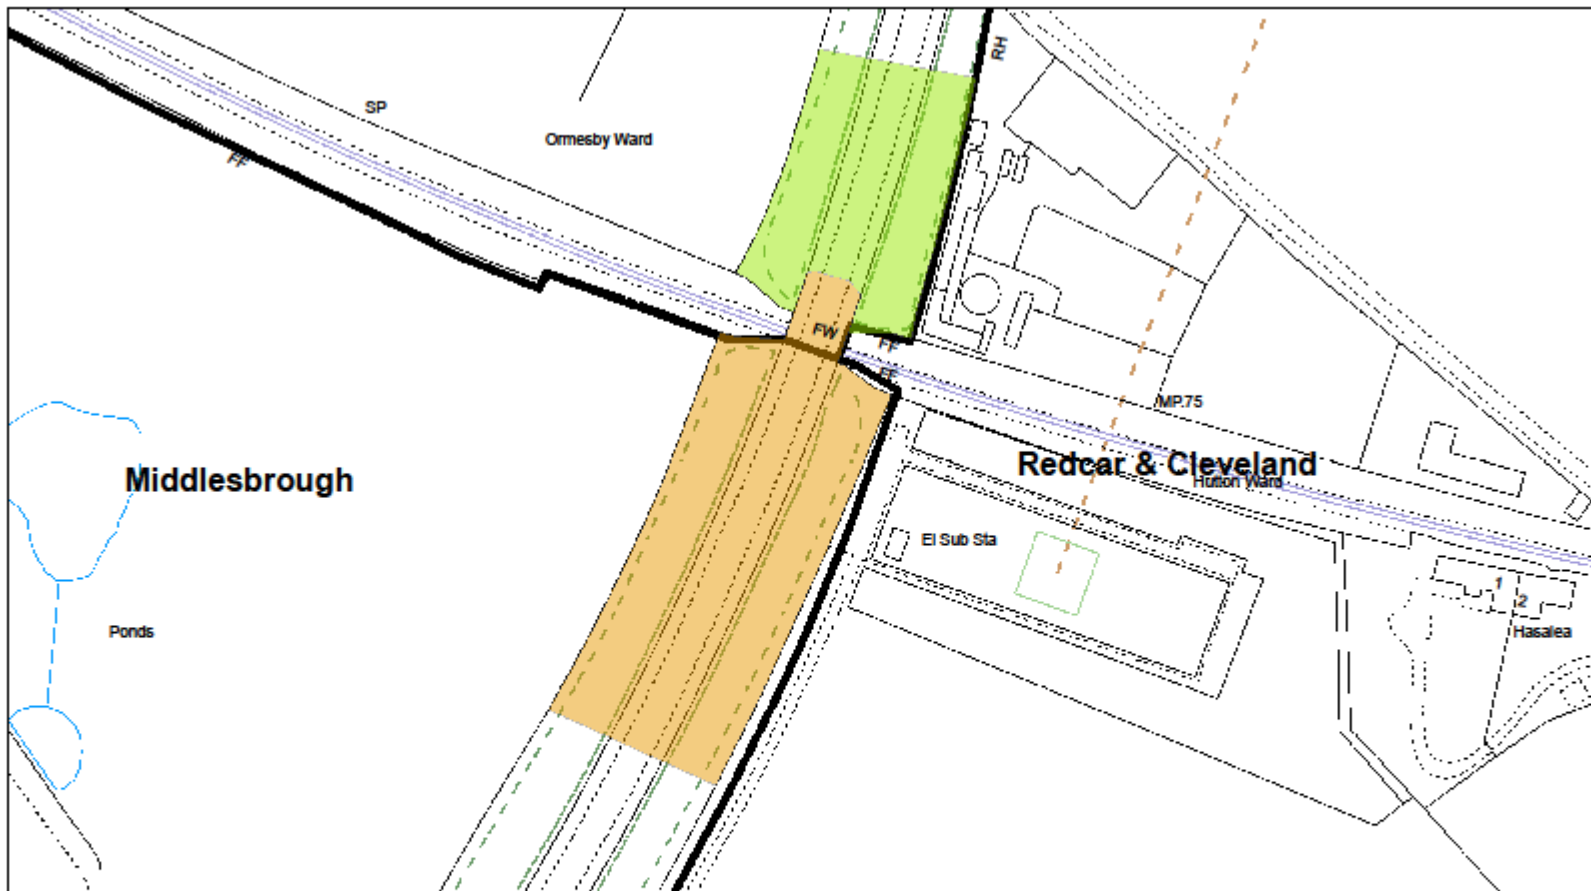 RH
SP
Ormesby Ward
FF
FW
FF
FF
MP.75
Middlesbrough
Redcar & Cleveland
Hutton Ward
El Sub Sta
1
2
Ponds
Hasalea